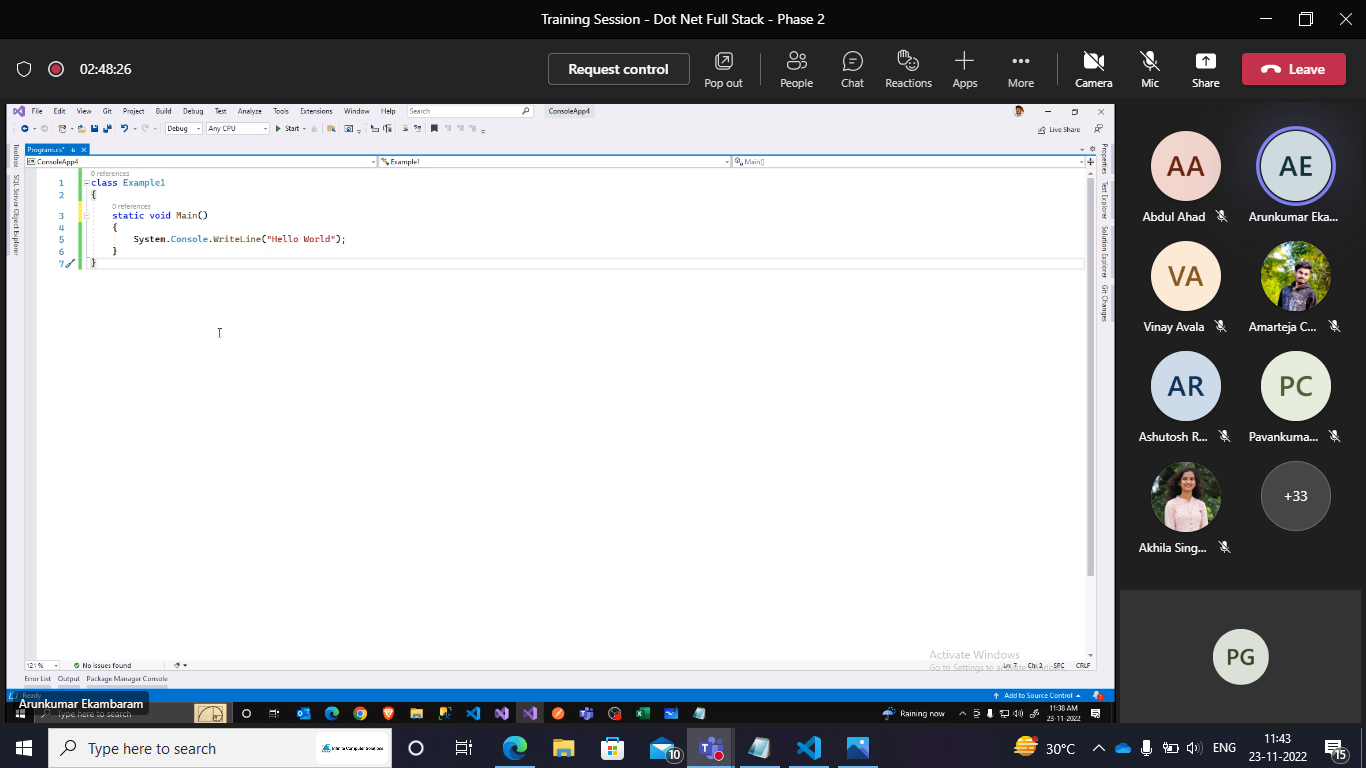 Training Session - Dot Net Full Stack - Phase 2
02:48:26
Request control
Pop out
People
Chat
Reactions
Apps
More
Camera
Mic
Share
Leave
File Edit View Git Project Build Debug Test Analyze Tools Extensions Window Help Search ConsoleApp4
Debug Any CPU Start Live Share
Program.cs*
ConsoleApp4 Example1 Main()
Toolbox
SQL Server Object Explorer
Properties
Test Explorer
Solution Explorer
Git Changes
0 references
1 class Example1
2 {
0 references
3 static void Main()
4 {
5 System.Console.WriteLine("Hello World");
6 }
7 }
121 % No issues found Ln: 7 Ch: 2 SPC CRLF
Activate Windows
Go to Settings to activate Windows.
Error List Output Package Manager Console
Ready Add to Source Control
Arunkumar Ekambaram
Type here to search
Raining now 11:38 AM
23-11-2022
AA
Abdul Ahad
AE
Arunkumar Eka...
VA
Vinay Avala
Amarteja C...
AR
Ashutosh R...
PC
Pavankuma...
Akhila Sing...
+33
PG
Type here to search
Infinite Computer Solutions
10
30°C
ENG
11:43
23-11-2022
15